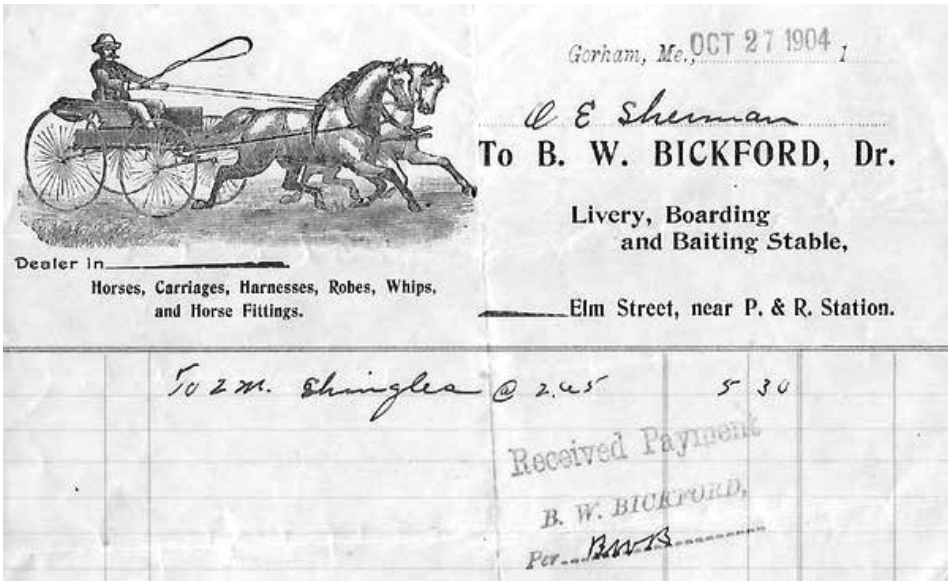 Gorham, Me., OCT 27 1904 1
O E Sherman
To B. W. BICKFORD, Dr.
Livery, Boarding
and Baiting Stable,
Dealer in
Horses, Carriages, Harnesses, Robes, Whips,
and Horse Fittings.
Elm Street, near P. & R. Station.
To 2 M. Shingles @ 2.65 5 30
Received Payment
B. W. BICKFORD,
Per BWB